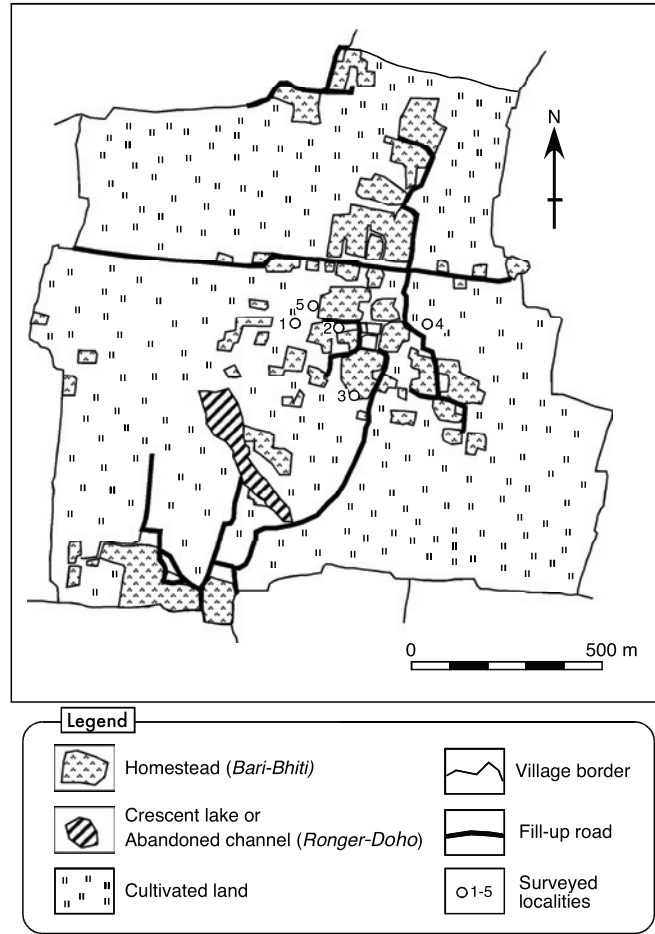 N
5
1
2
4
3
0 500 m
Legend
Homestead (Bari-Bhiti)
Crescent lake or
Abandoned channel (Ronger-Doho)
Cultivated land
Village border
Fill-up road
1-5 Surveyed
localities